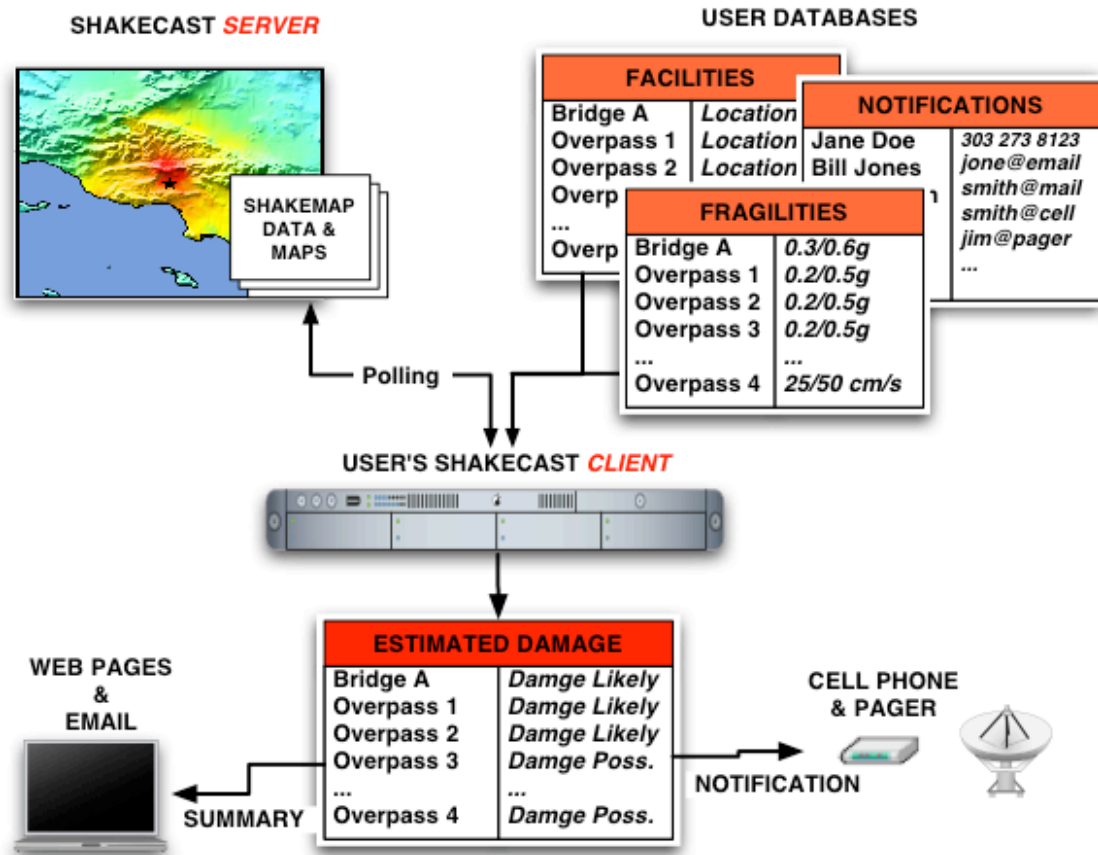 SHAKECAST SERVER
USER DATABASES
SHAKEMAP
DATA &
MAPS
FACILITIES
Bridge A Location
Overpass 1 Location
Overpass 2 Location
Overp
...
Overp
NOTIFICATIONS
Jane Doe 303 273 8123
Bill Jones jone@email
smith@mail
smith@cell
jim@pager
...
FRAGILITIES
Bridge A 0.3/0.6g
Overpass 1 0.2/0.5g
Overpass 2 0.2/0.5g
Overpass 3 0.2/0.5g
... ...
Overpass 4 25/50 cm/s
Polling
USER'S SHAKECAST CLIENT
ESTIMATED DAMAGE
Bridge A Damge Likely
Overpass 1 Damge Likely
Overpass 2 Damge Likely
Overpass 3 Damge Poss.
... ...
Overpass 4 Damge Poss.
WEB PAGES
&
EMAIL
SUMMARY
CELL PHONE
& PAGER
NOTIFICATION